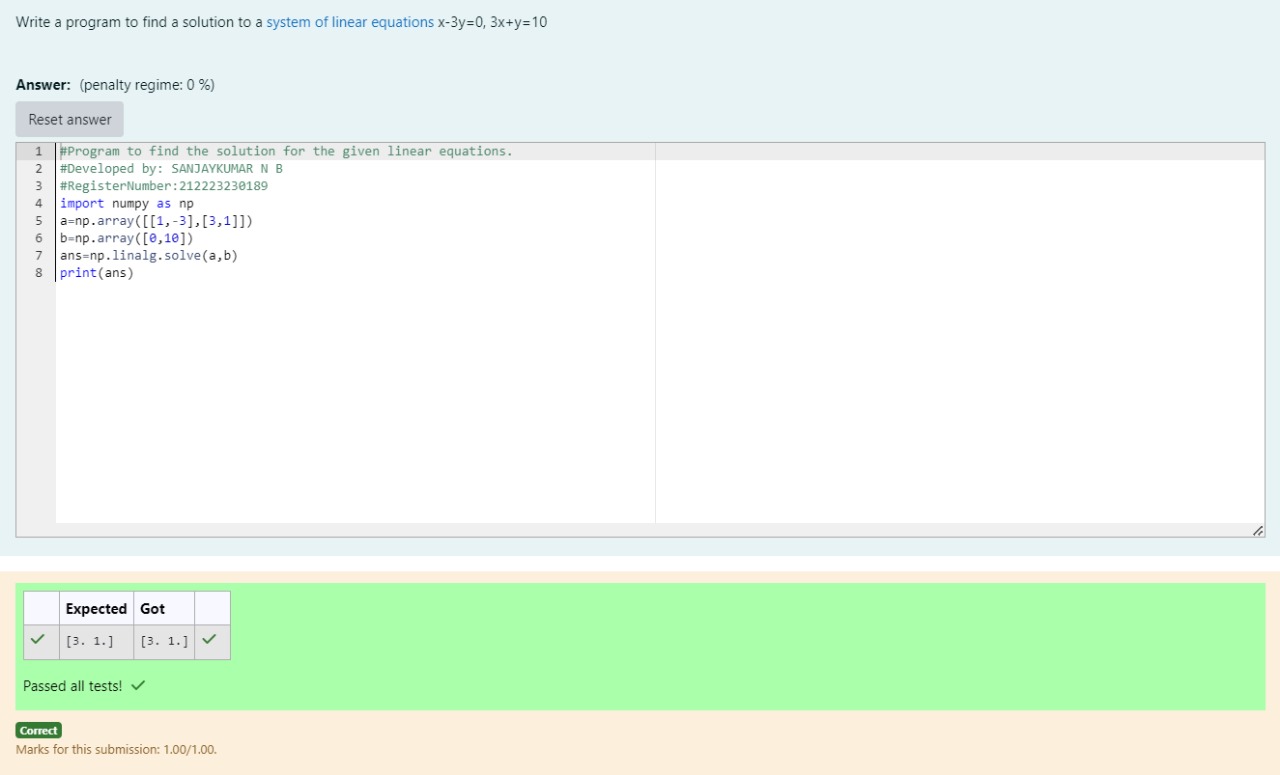 Write a program to find a solution to a system of linear equations x-3y=0, 3x+y=10
Answer: (penalty regime: 0 %)
Reset answer
1 #Program to find the solution for the given linear equations.
2 #Developed by: SANJAYKUMAR N B
3 #RegisterNumber:212223230189
4 import numpy as np
5 a=np.array([[1,-3],[3,1]])
6 b=np.array([0,10])
7 ans=np.linalg.solve(a,b)
8 print(ans)
Expected Got
[3. 1.] [3. 1.]
Passed all tests!
Correct
Marks for this submission: 1.00/1.00.